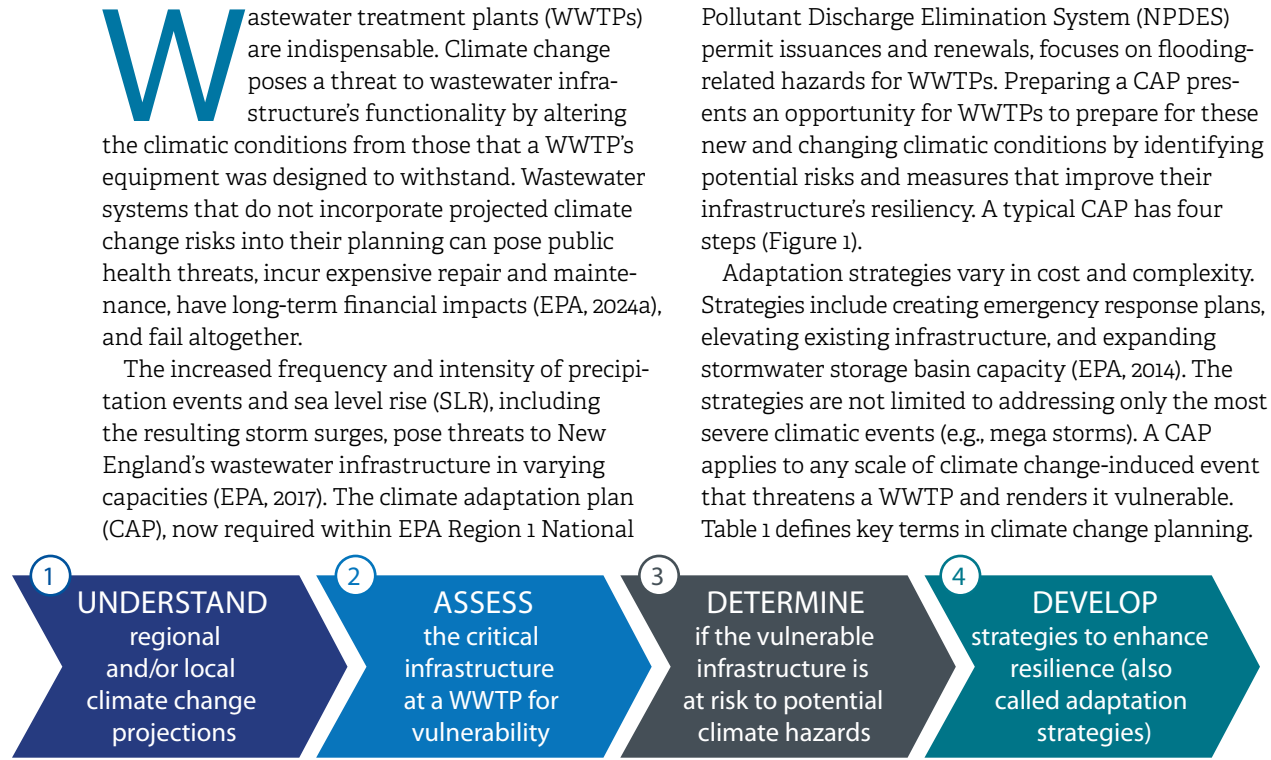 Wastewater treatment plants (WWTPs)
are indispensable. Climate change
poses a threat to wastewater infra-
structure's functionality by altering
the climatic conditions from those that a WWTP's
equipment was designed to withstand. Wastewater
systems that do not incorporate projected climate
change risks into their planning can pose public
health threats, incur expensive repair and mainte-
nance, have long-term financial impacts (EPA, 2024a),
and fail altogether.
The increased frequency and intensity of precipi-
tation events and sea level rise (SLR), including
the resulting storm surges, pose threats to New
England's wastewater infrastructure in varying
capacities (EPA, 2017). The climate adaptation plan
(CAP), now required within EPA Region 1 National
Pollutant Discharge Elimination System (NPDES)
permit issuances and renewals, focuses on flooding-
related hazards for WWTPs. Preparing a CAP pres-
ents an opportunity for WWTPs to prepare for these
new and changing climatic conditions by identifying
potential risks and measures that improve their
infrastructure's resiliency. A typical CAP has four
steps (Figure 1).
Adaptation strategies vary in cost and complexity.
Strategies include creating emergency response plans,
elevating existing infrastructure, and expanding
stormwater storage basin capacity (EPA, 2014). The
strategies are not limited to addressing only the most
severe climatic events (e.g., mega storms). A CAP
applies to any scale of climate change-induced event
that threatens a WWTP and renders it vulnerable.
Table 1 defines key terms in climate change planning.
1
UNDERSTAND
regional
and/or local
climate change
projections
2
ASSESS
the critical
infrastructure
at a WWTP for
vulnerability
3
DETERMINE
if the vulnerable
infrastructure is
at risk to potential
climate hazards
4
DEVELOP
strategies to enhance
resilience (also
called adaptation
strategies)